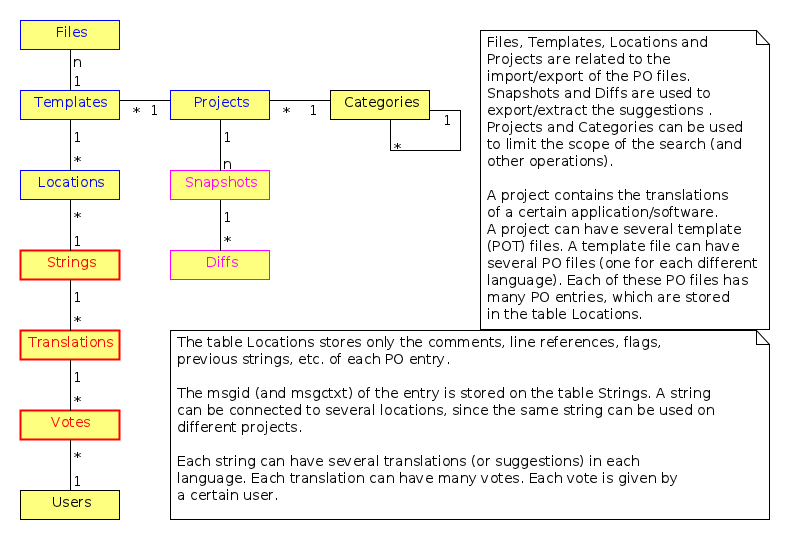 Files
n
1
Templates
* 1
Projects
* 1
Categories
1
*
1
*
1
n
Locations
Snapshots
*
1
1
*
Strings
Diffs
1
*
Translations
1
*
Votes
*
1
Users
Files, Templates, Locations and
Projects are related to the
import/export of the PO files.
Snapshots and Diffs are used to
export/extract the suggestions .
Projects and Categories can be used
to limit the scope of the search (and
other operations).
A project contains the translations
of a certain application/software.
A project can have several template
(POT) files. A template file can have
several PO files (one for each different
language). Each of these PO files has
many PO entries, which are stored
in the table Locations.
The table Locations stores only the comments, line references, flags,
previous strings, etc. of each PO entry.
The msgid (and msgctxt) of the entry is stored on the table Strings. A string
can be connected to several locations, since the same string can be used on
different projects.
Each string can have several translations (or suggestions) in each
language. Each translation can have many votes. Each vote is given by
a certain user.